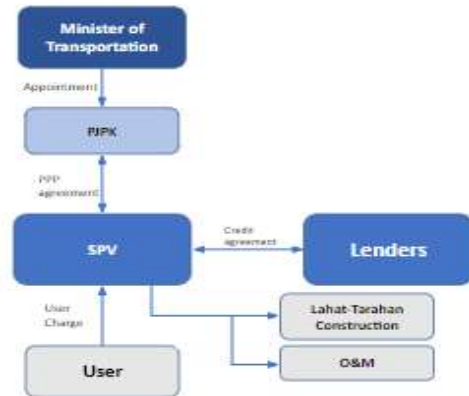 Minister of
Transportation
Appointment
PJPK
PPP
agreement
SPV
Credit
agreement
Lenders
User
Charge
Lahat-Tarahan
Construction
User
O&M